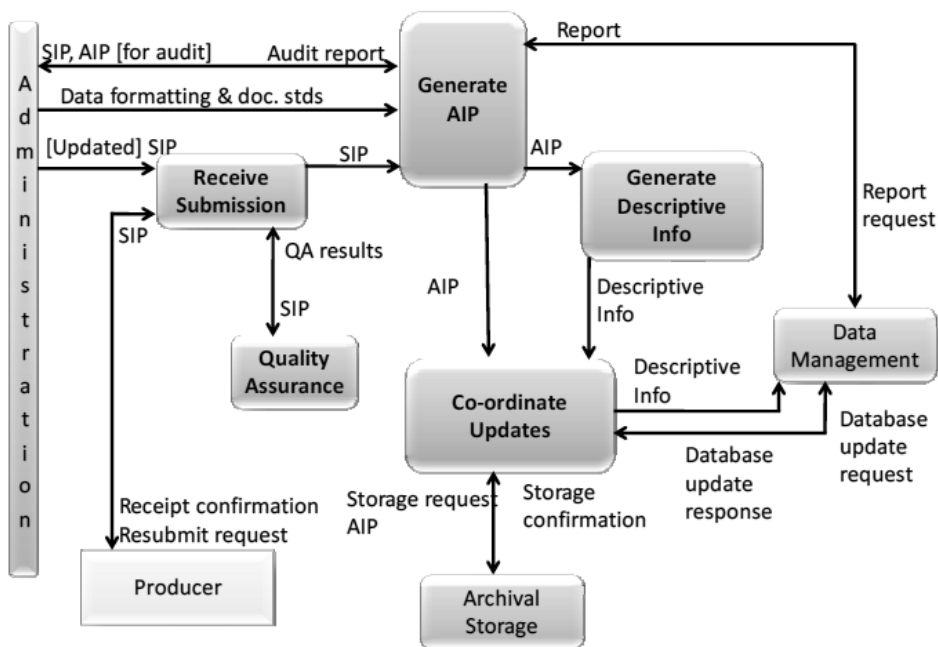 Administration
SIP, AIP [for audit]
Audit report
Generate
AIP
Report
Data formatting & doc. stds
[Updated] SIP
Receive
Submission
SIP
AIP
Generate
Descriptive
Info
Report
request
SIP
QA results
SIP
Quality
Assurance
AIP
Descriptive
Info
Data
Management
Co-ordinate
Updates
Descriptive
Info
Database
update
response
Database
update
request
Storage request
AIP
Storage
confirmation
Receipt confirmation
Resubmit request
Producer
Archival
Storage